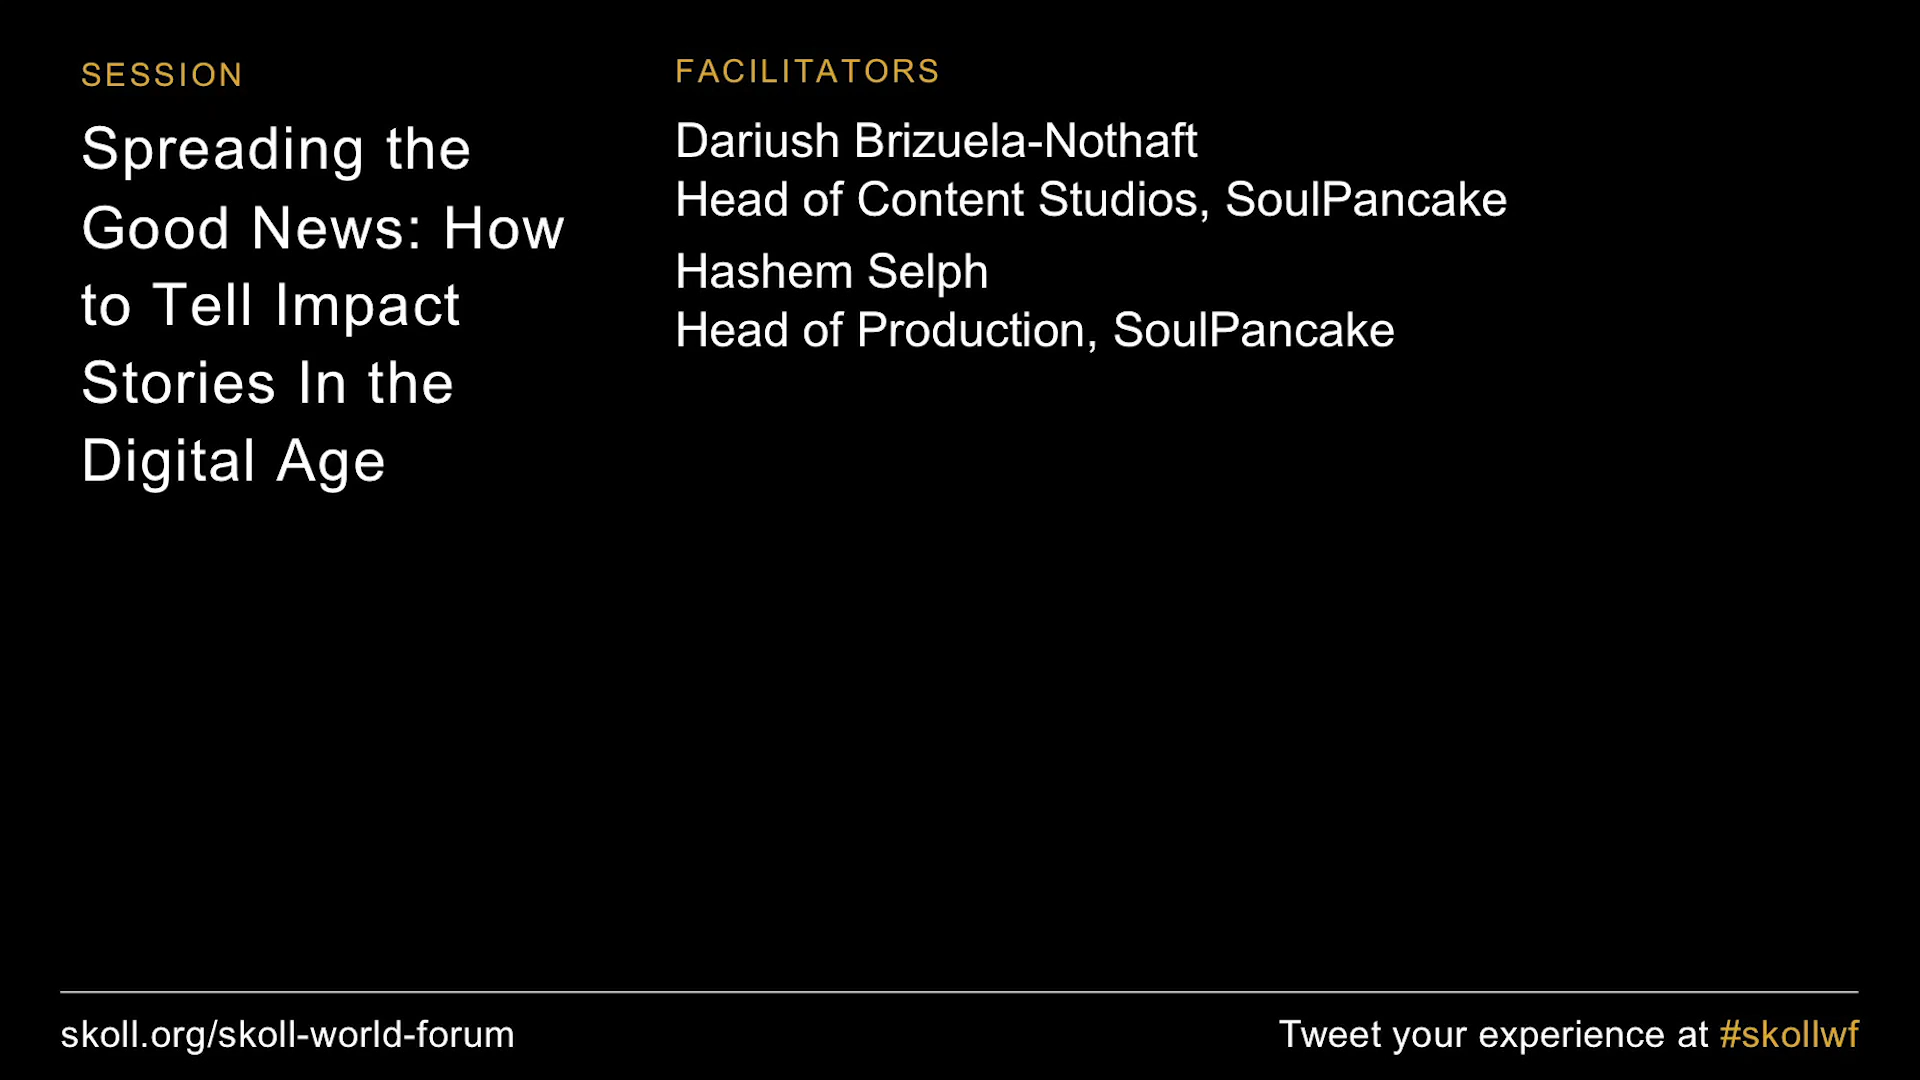 SESSION
Spreading the
Good News: How
to Tell Impact
Stories In the
Digital Age
FACILITATORS
Dariush Brizuela-Nothaft
Head of Content Studios, SoulPancake
Hashem Selph
Head of Production, SoulPancake
skoll.org/skoll-world-forum
Tweet your experience at #skollwf